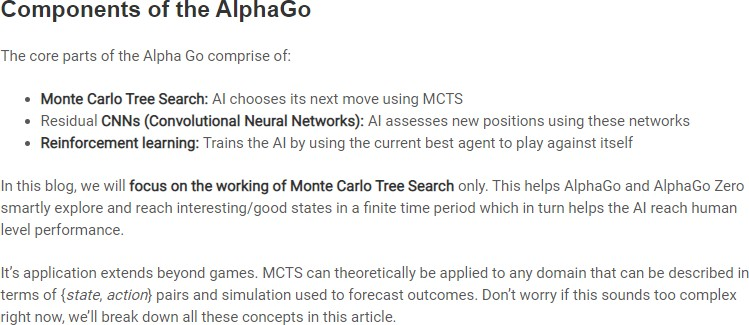 Components of the AlphaGo
The core parts of the Alpha Go comprise of:
• Monte Carlo Tree Search: AI chooses its next move using MCTS
• Residual CNNs (Convolutional Neural Networks): AI assesses new positions using these networks
• Reinforcement learning: Trains the AI by using the current best agent to play against itself
In this blog, we will focus on the working of Monte Carlo Tree Search only. This helps AlphaGo and AlphaGo Zero
smartly explore and reach interesting/good states in a finite time period which in turn helps the AI reach human
level performance.
It’s application extends beyond games. MCTS can theoretically be applied to any domain that can be described in
terms of {state, action} pairs and simulation used to forecast outcomes. Don’t worry if this sounds too complex
right now, we’ll break down all these concepts in this article.